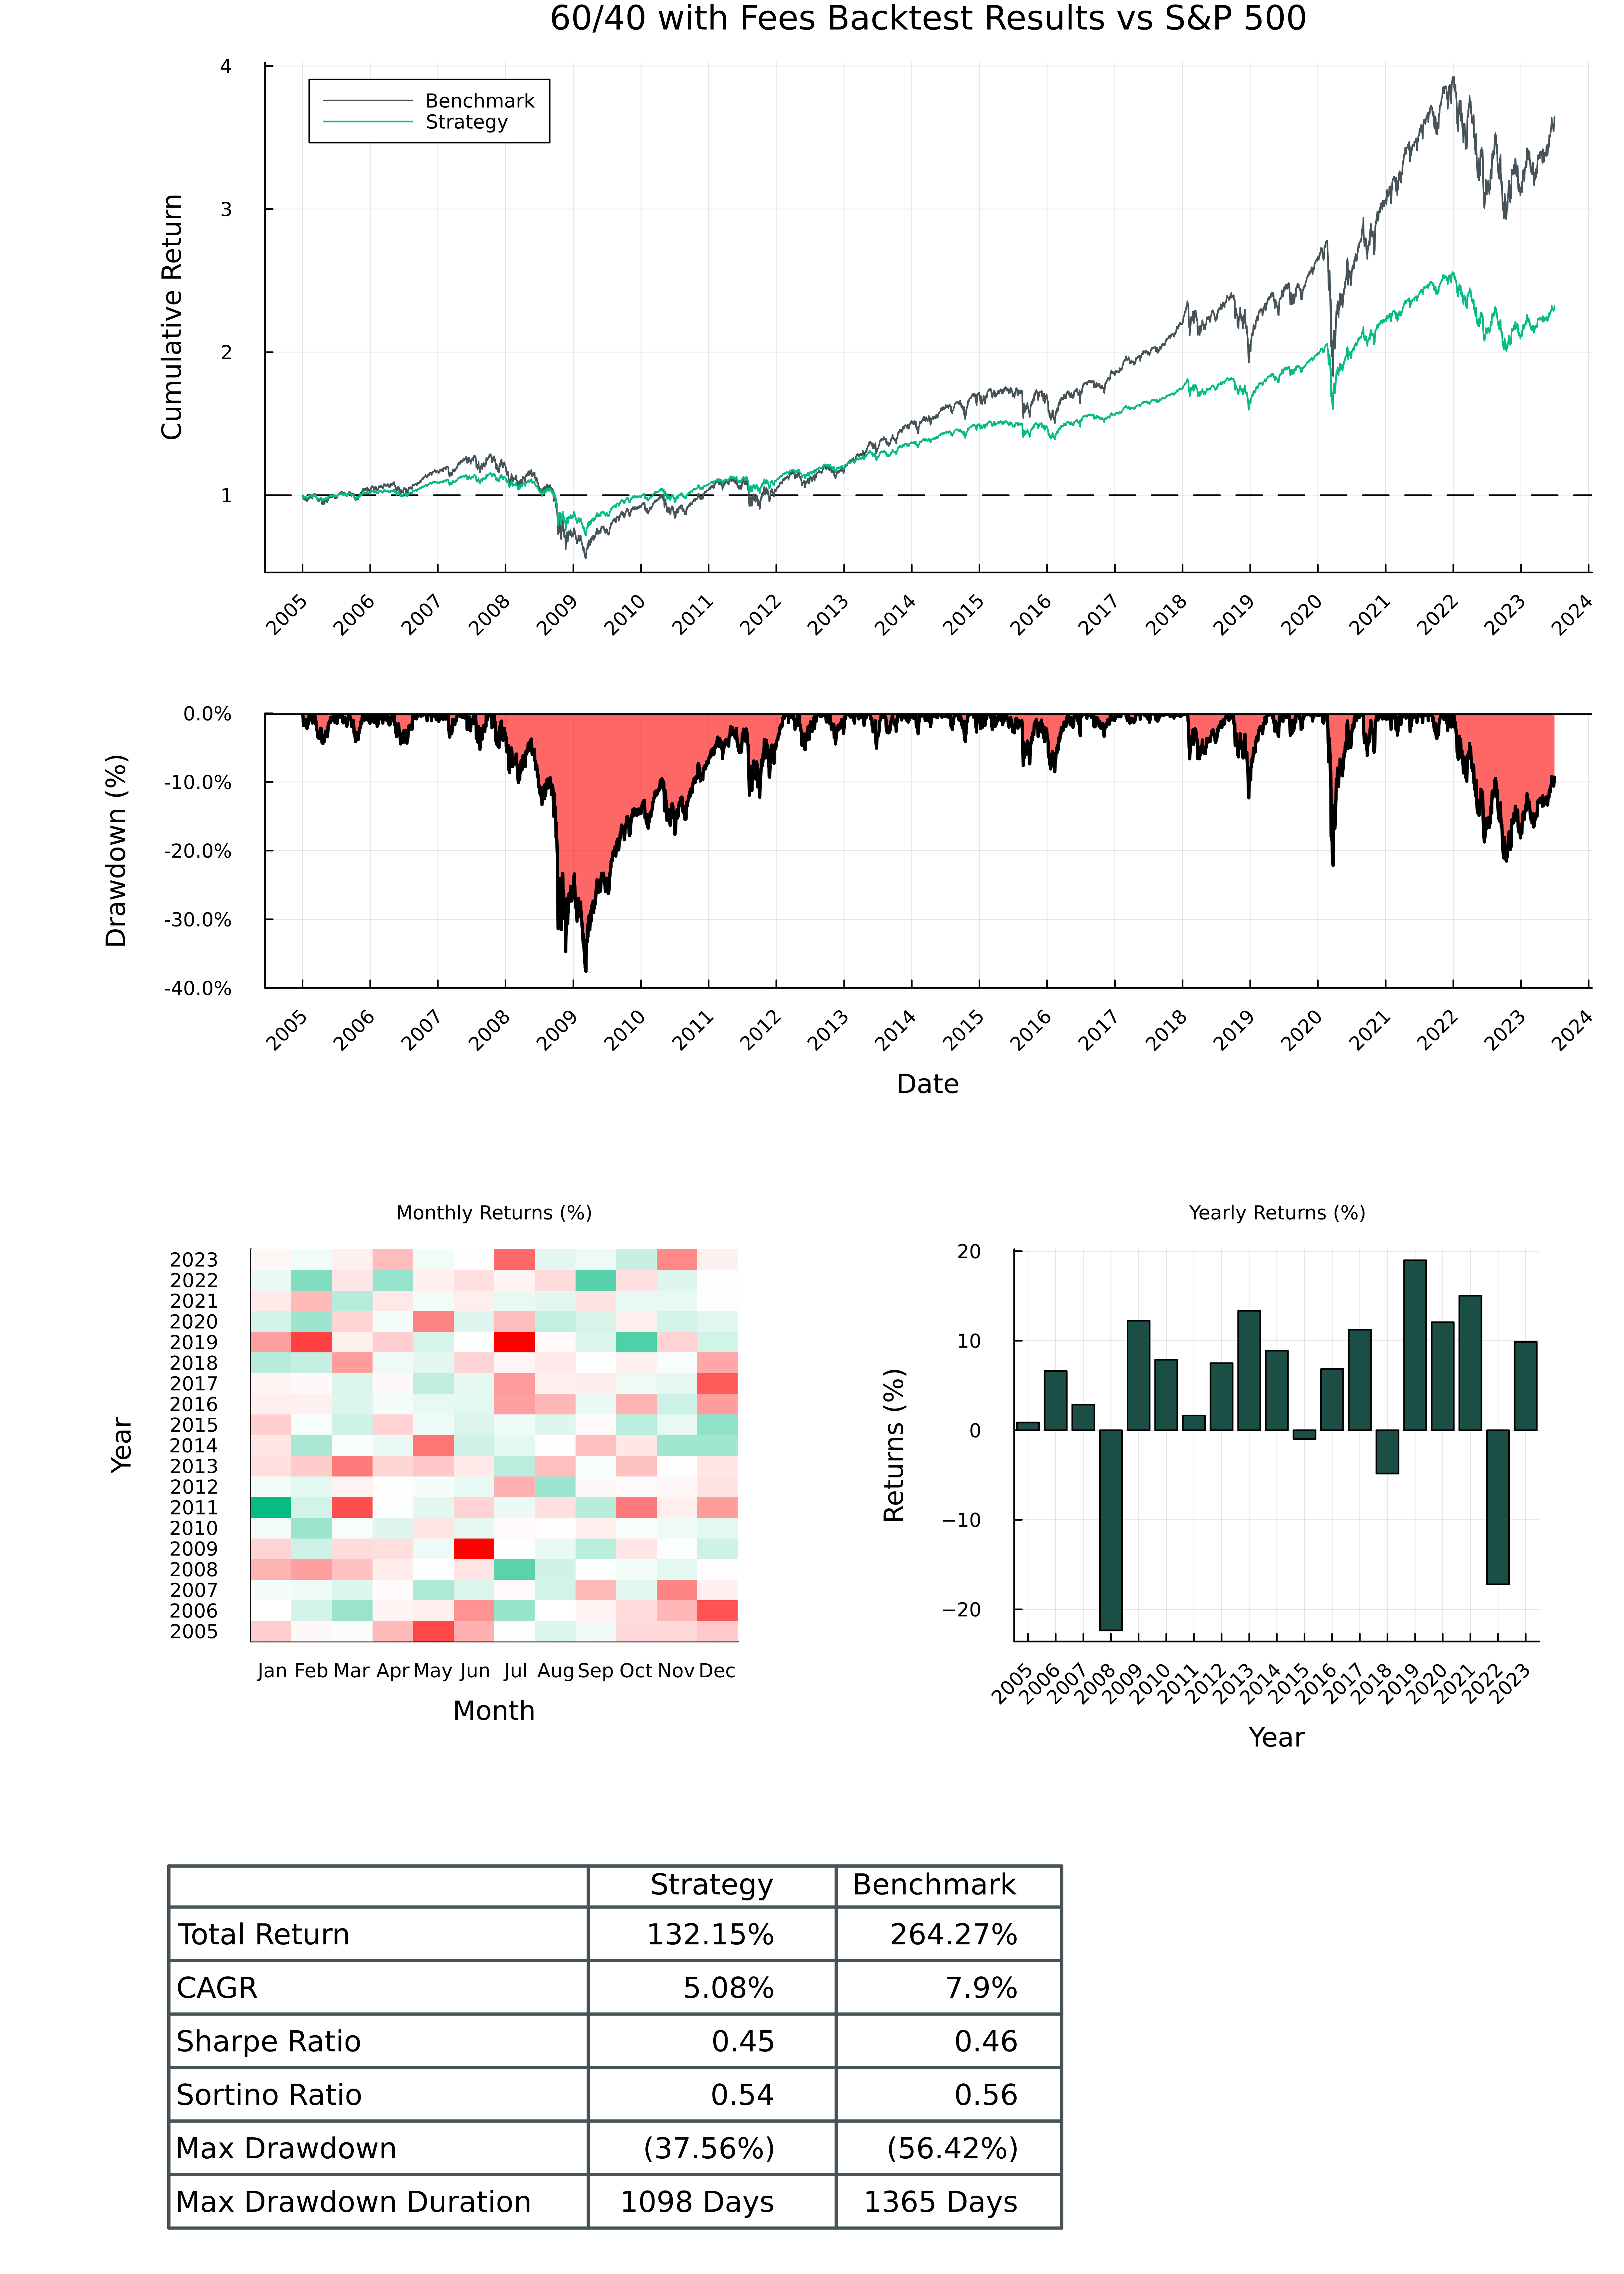 60/40 with Fees Backtest Results vs S&P 500
Benchmark
Strategy
Cumulative Return
4
3
2
1
2005 2006 2007 2008 2009 2010 2011 2012 2013 2014 2015 2016 2017 2018 2019 2020 2021 2022 2023 2024
Drawdown (%)
0.0%
-10.0%
-20.0%
-30.0%
-40.0%
2005 2006 2007 2008 2009 2010 2011 2012 2013 2014 2015 2016 2017 2018 2019 2020 2021 2022 2023 2024
Date
Monthly Returns (%)
Year
2023
2022
2021
2020
2019
2018
2017
2016
2015
2014
2013
2012
2011
2010
2009
2008
2007
2006
2005
Jan Feb Mar Apr May Jun Jul Aug Sep Oct Nov Dec
Month
Yearly Returns (%)
Returns (%)
20
10
0
−10
−20
2005 2006 2007 2008 2009 2010 2011 2012 2013 2014 2015 2016 2017 2018 2019 2020 2021 2022 2023
Year
Strategy Benchmark
Total Return 132.15% 264.27%
CAGR 5.08% 7.9%
Sharpe Ratio 0.45 0.46
Sortino Ratio 0.54 0.56
Max Drawdown (37.56%) (56.42%)
Max Drawdown Duration 1098 Days 1365 Days